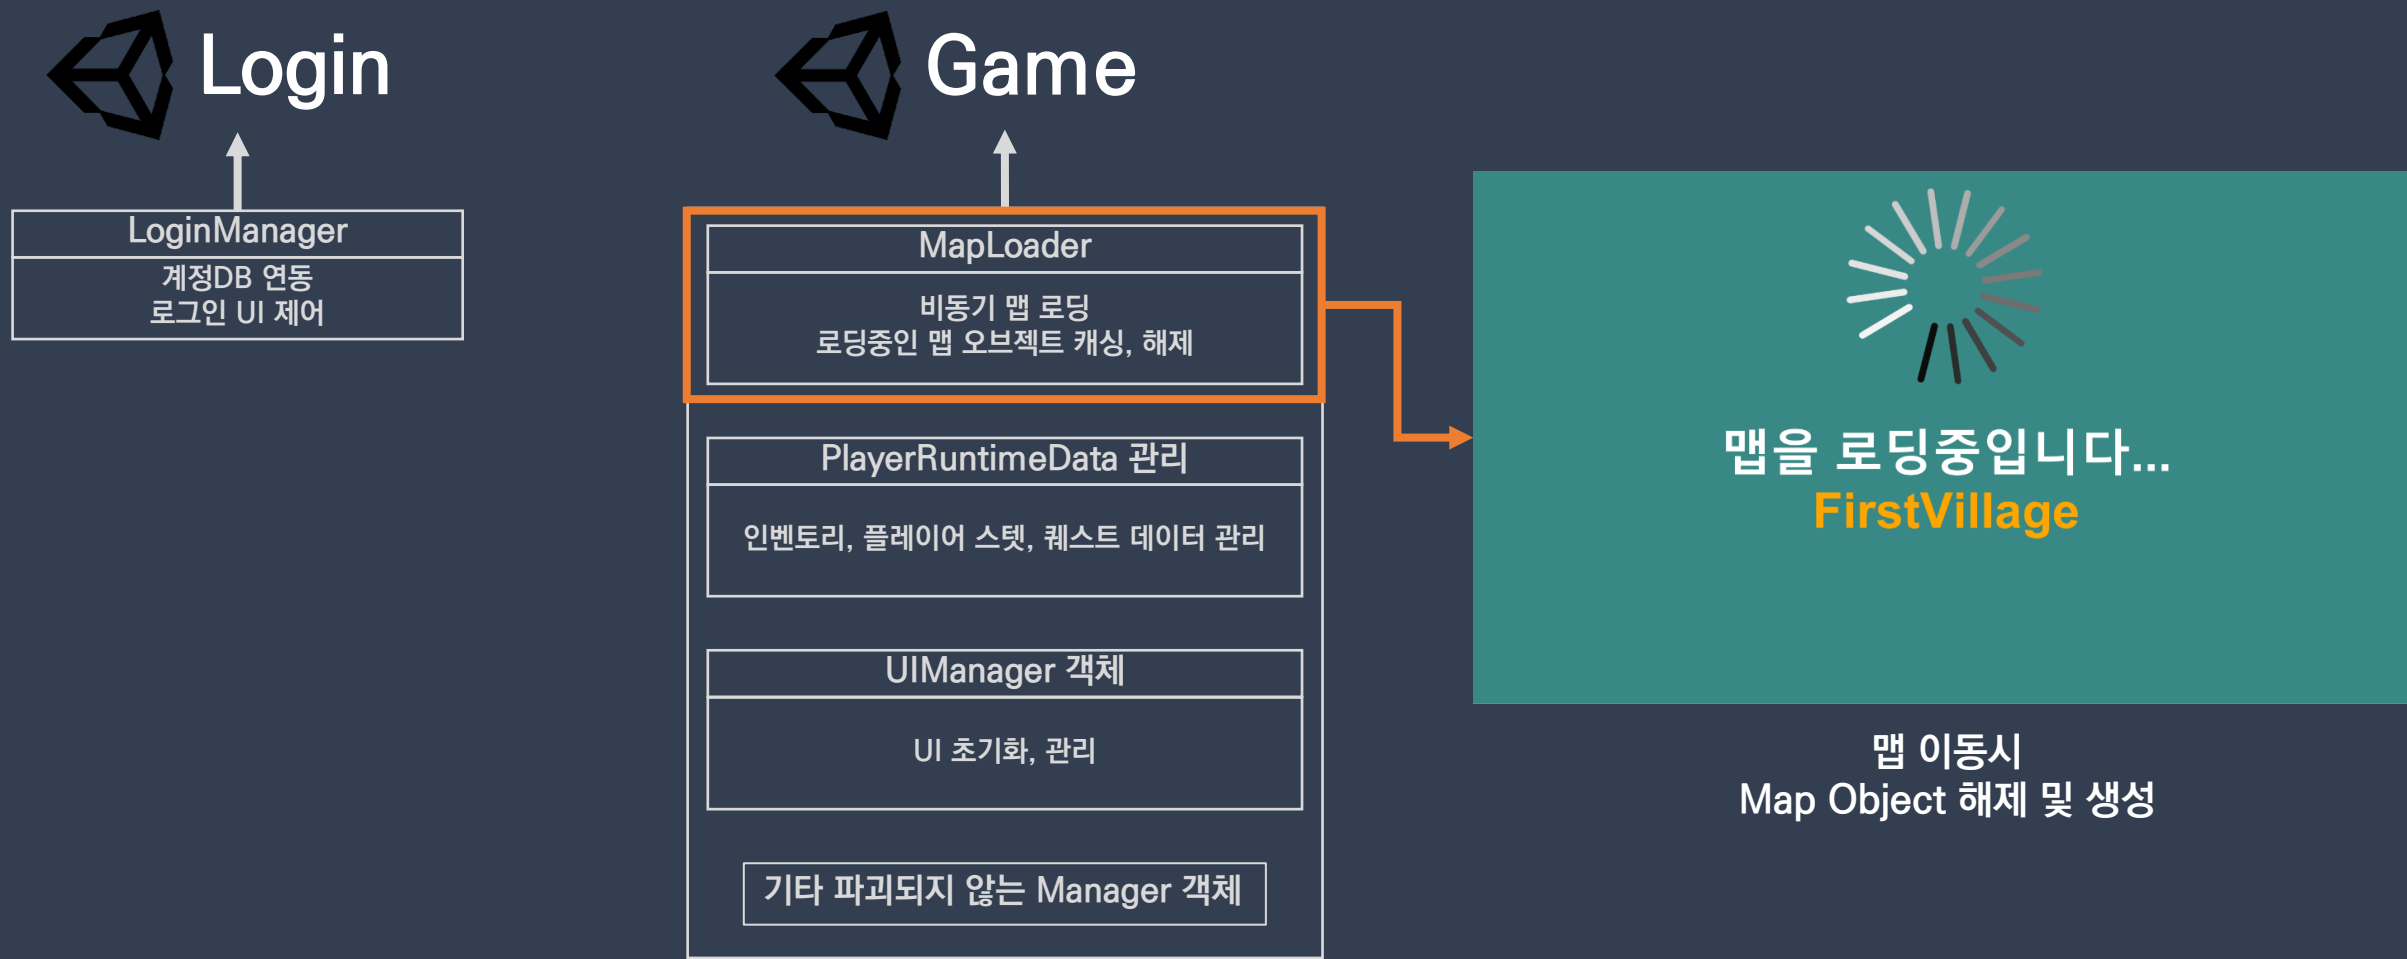 Login
LoginManager
계정DB 연동
로그인 UI 제어
Game
MapLoader
비동기 맵 로딩
로딩중인 맵 오브젝트 캐싱, 해제
PlayerRuntimeData 관리
인벤토리, 플레이어 스텟, 퀘스트 데이터 관리
UIManager 객체
UI 초기화, 관리
기타 파괴되지 않는 Manager 객체
맵을 로딩중입니다...
FirstVillage
맵 이동시
Map Object 해제 및 생성